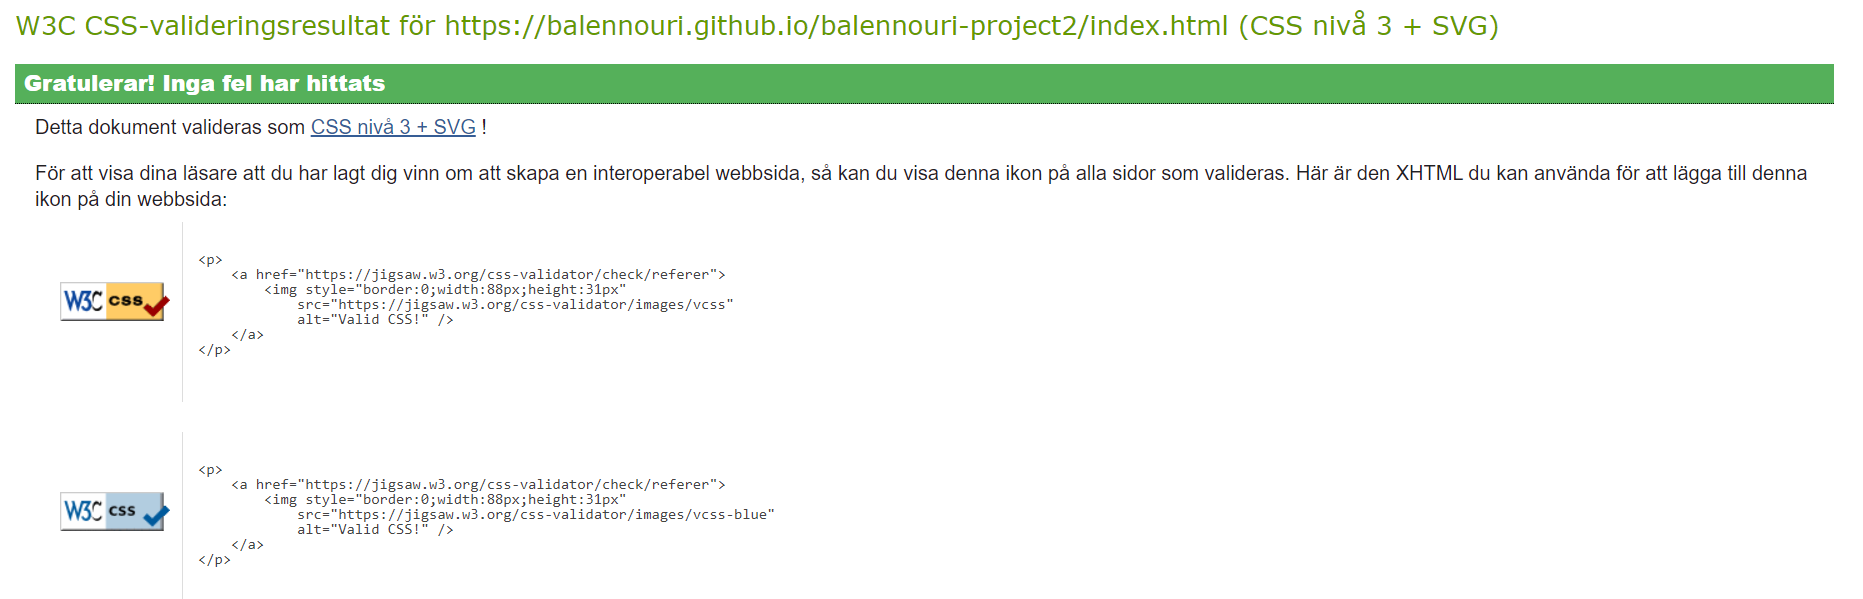 W3C CSS-valideringsresultat för https://balennouri.github.io/balennouri-project2/index.html (CSS nivå 3 + SVG)
Gratulerar! Inga fel har hittats
Detta dokument valideras som CSS nivå 3 + SVG !
För att visa dina läsare att du har lagt dig vinn om att skapa en interoperabel webbsida, så kan du visa denna ikon på alla sidor som valideras. Här är den XHTML du kan använda för att lägga till denna
ikon på din webbsida:
W3C css
<p>
    <a href="https://jigsaw.w3.org/css-validator/check/referer">
        <img style="border:0;width:88px;height:31px"
            src="https://jigsaw.w3.org/css-validator/images/vcss"
            alt="Valid CSS!" />
    </a>
</p>
W3C css
<p>
    <a href="https://jigsaw.w3.org/css-validator/check/referer">
        <img style="border:0;width:88px;height:31px"
            src="https://jigsaw.w3.org/css-validator/images/vcss-blue"
            alt="Valid CSS!" />
    </a>
</p>